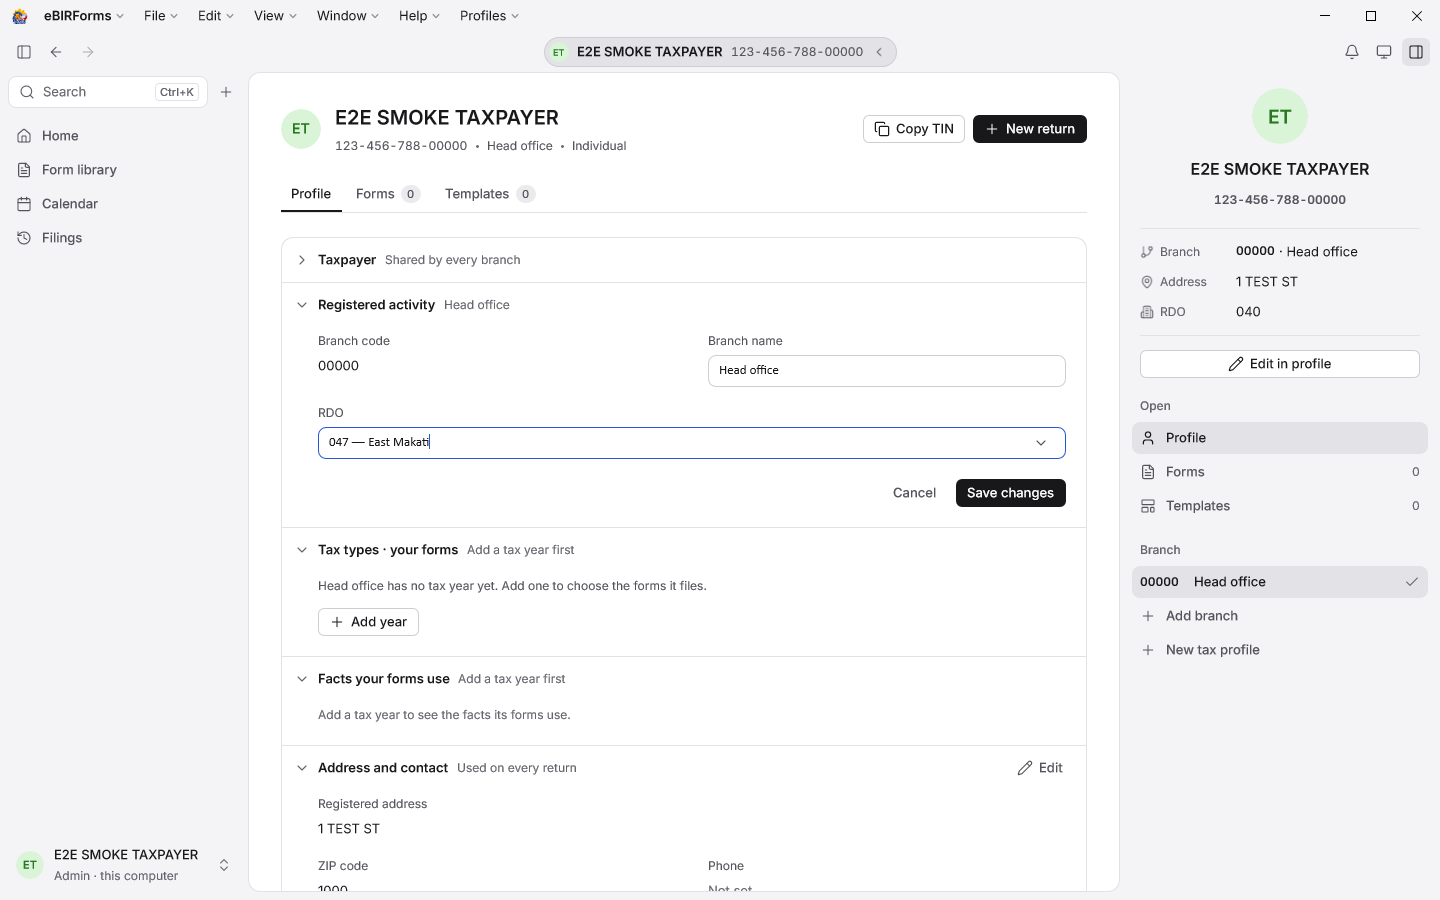 eBIRForms File Edit View Window Help Profiles
ET E2E SMOKE TAXPAYER 123-456-788-00000
Search Ctrl+K
Home
Form library
Calendar
Filings
ET E2E SMOKE TAXPAYER
Admin · this computer
ET
E2E SMOKE TAXPAYER
123-456-788-00000 • Head office • Individual
Copy TIN
New return
Profile Forms 0 Templates 0
Taxpayer Shared by every branch
Registered activity Head office
Branch code
00000
Branch name
Head office
RDO
047 — East Makati
Cancel Save changes
Tax types · your forms Add a tax year first
Head office has no tax year yet. Add one to choose the forms it files.
Add year
Facts your forms use Add a tax year first
Add a tax year to see the facts its forms use.
Address and contact Used on every return Edit
Registered address
1 TEST ST
ZIP code
1000
Phone
Not set
ET
E2E SMOKE TAXPAYER
123-456-788-00000
Branch 00000 · Head office
Address 1 TEST ST
RDO 040
Edit in profile
Open
Profile
Forms 0
Templates 0
Branch
00000 Head office
Add branch
New tax profile